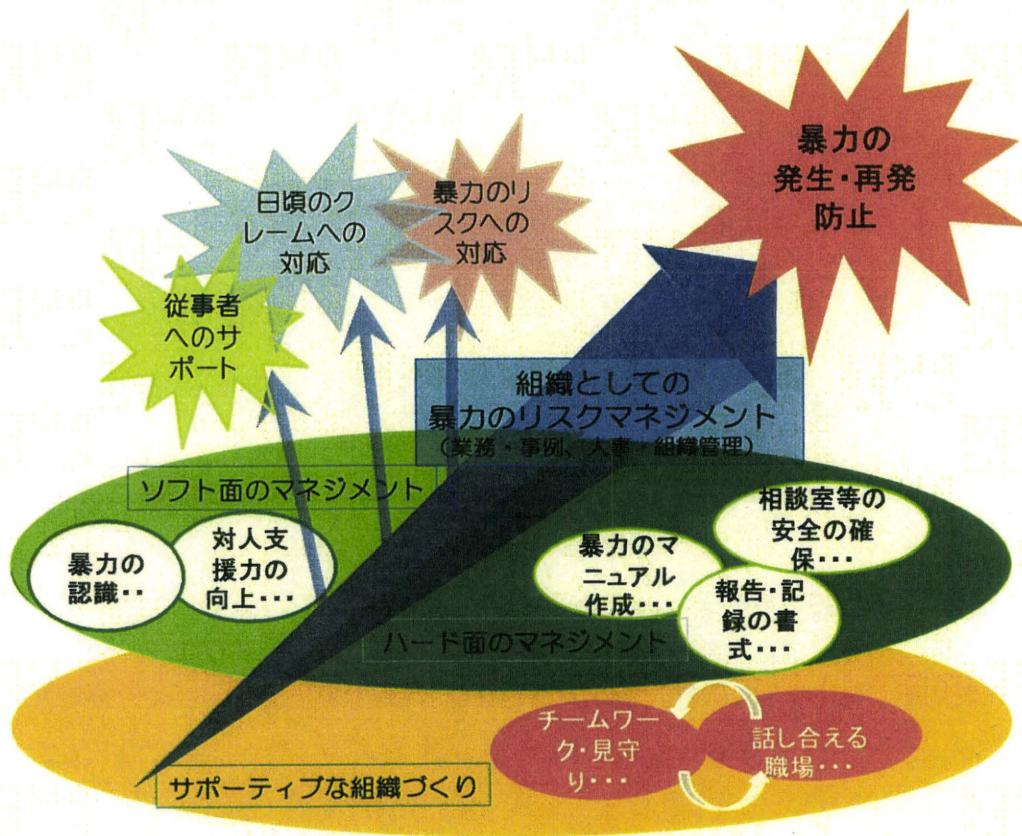 暴力の
発生・再発
防止
日頃のク
レームへの
対応
暴力のリ
スクへの
対応
従事者
へのサ
ポート
組織としての
暴力のリスクマネジメント
（業務・事例、人事・組織管理）
ソフト面のマネジメント
暴力の
認識・・
対人支
援力の
向上・・・
相談室等の
安全の確
保・・・
暴力のマ
ニュアル
作成・・・
報告・記
録の書
式・・・
ハード面のマネジメント
チームワー
ク・見守
り・・・
話し合える
職場・・・
サポーティブな組織づくり